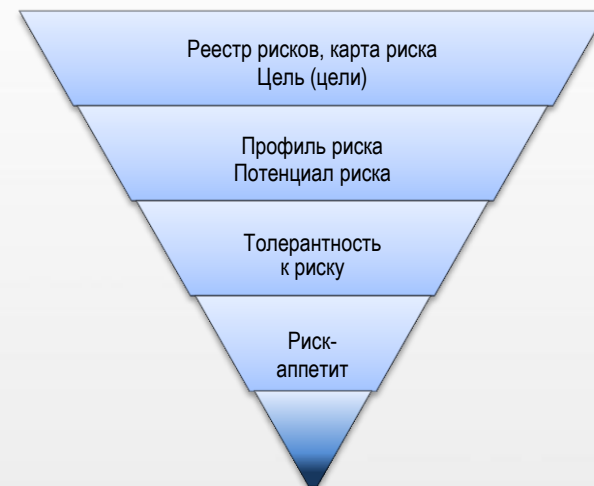 Реестр рисков, карта риска
Цель (цели)
Профиль риска
Потенциал риска
Толерантность
к риску
Риск-
аппетит